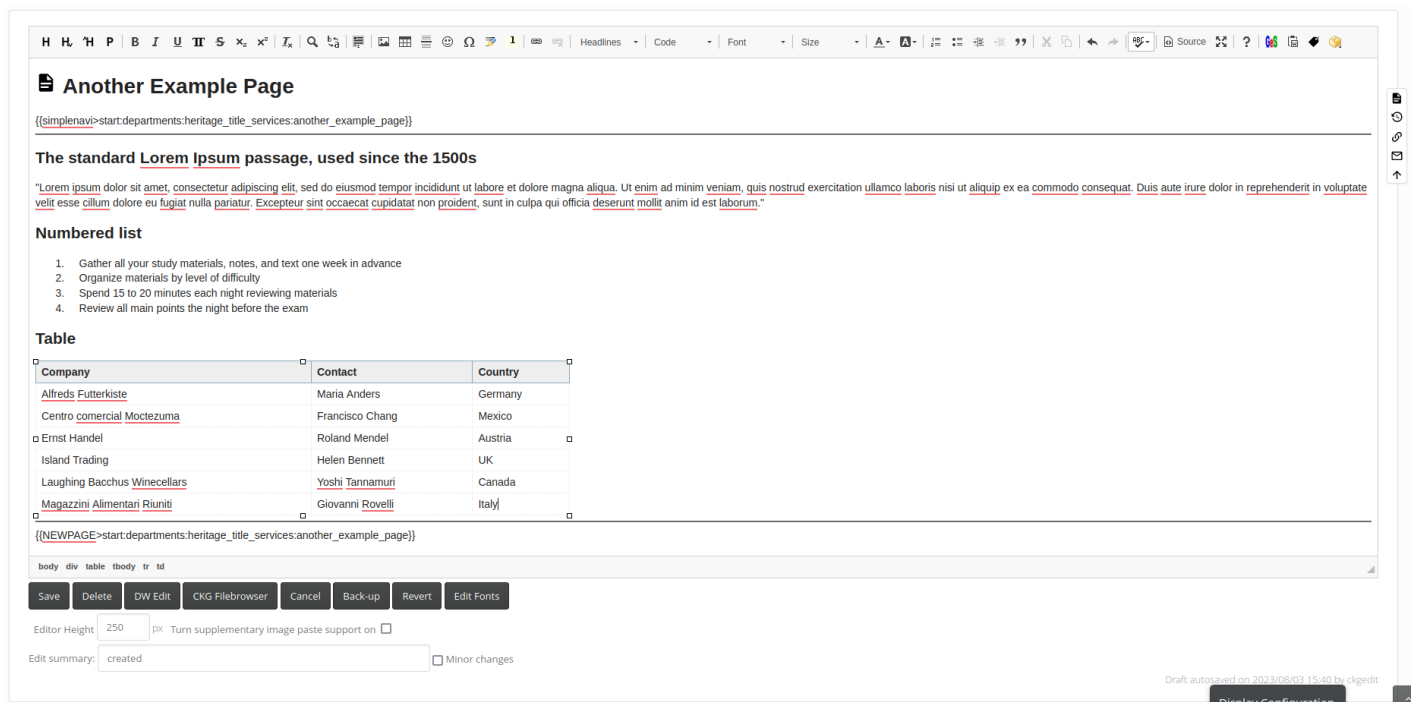 H H 'H P B I U TT S x₂ x² Tx 1 Headlines Code Font Size A A Source ? GeS
Another Example Page
{{simplenavi>start:departments:heritage_title_services:another_example_page}}
The standard Lorem Ipsum passage, used since the 1500s
"Lorem ipsum dolor sit amet, consectetur adipiscing elit, sed do eiusmod tempor incididunt ut labore et dolore magna aliqua. Ut enim ad minim veniam, quis nostrud exercitation ullamco laboris nisi ut aliquip ex ea commodo consequat. Duis aute irure dolor in reprehenderit in voluptate
velit esse cillum dolore eu fugiat nulla pariatur. Excepteur sint occaecat cupidatat non proident, sunt in culpa qui officia deserunt mollit anim id est laborum."
Numbered list
1. Gather all your study materials, notes, and text one week in advance
2. Organize materials by level of difficulty
3. Spend 15 to 20 minutes each night reviewing materials
4. Review all main points the night before the exam
Table
Company Contact Country
Alfreds Futterkiste Maria Anders Germany
Centro comercial Moctezuma Francisco Chang Mexico
Ernst Handel Roland Mendel Austria
Island Trading Helen Bennett UK
Laughing Bacchus Winecellars Yoshi Tannamuri Canada
Magazzini Alimentari Riuniti Giovanni Rovelli Italy
{{NEWPAGE>start:departments:heritage_title_services:another_example_page}}
body div table tbody tr td
Save Delete DW Edit CKG Filebrowser Cancel Back-up Revert Edit Fonts
Editor Height 250 px Turn supplementary image paste support on
Edit summary: created Minor changes
Draft autosaved on 2023/08/03 15:40 by ckgedit
Display Configuration